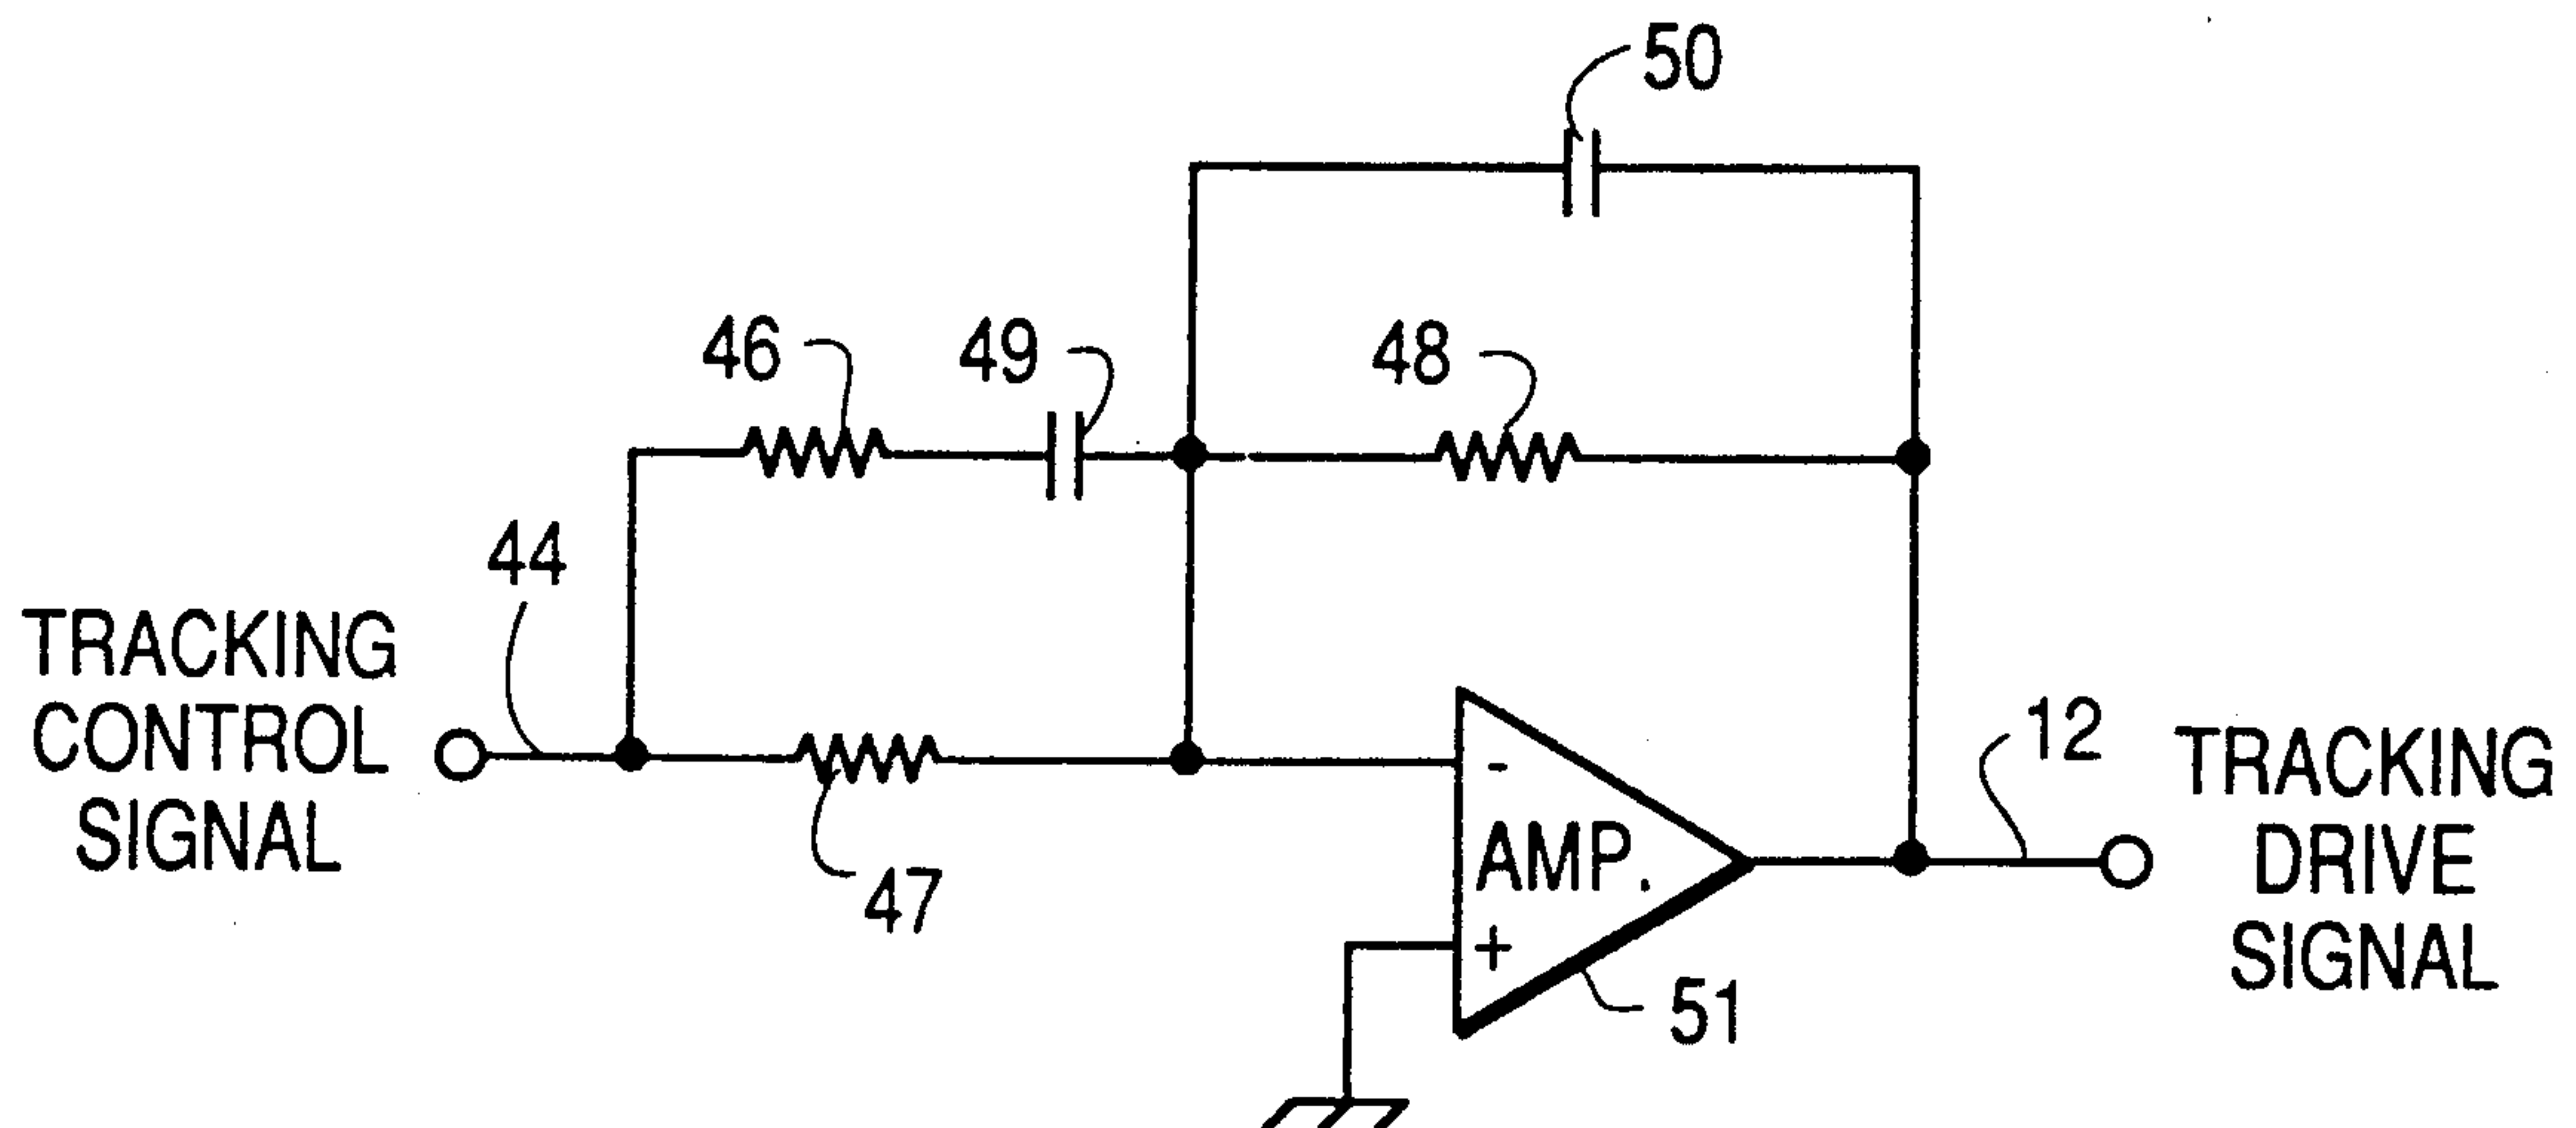 50
46
49
48
44
TRACKING
CONTROL
SIGNAL
47
-
AMP.
+
51
12
TRACKING
DRIVE
SIGNAL